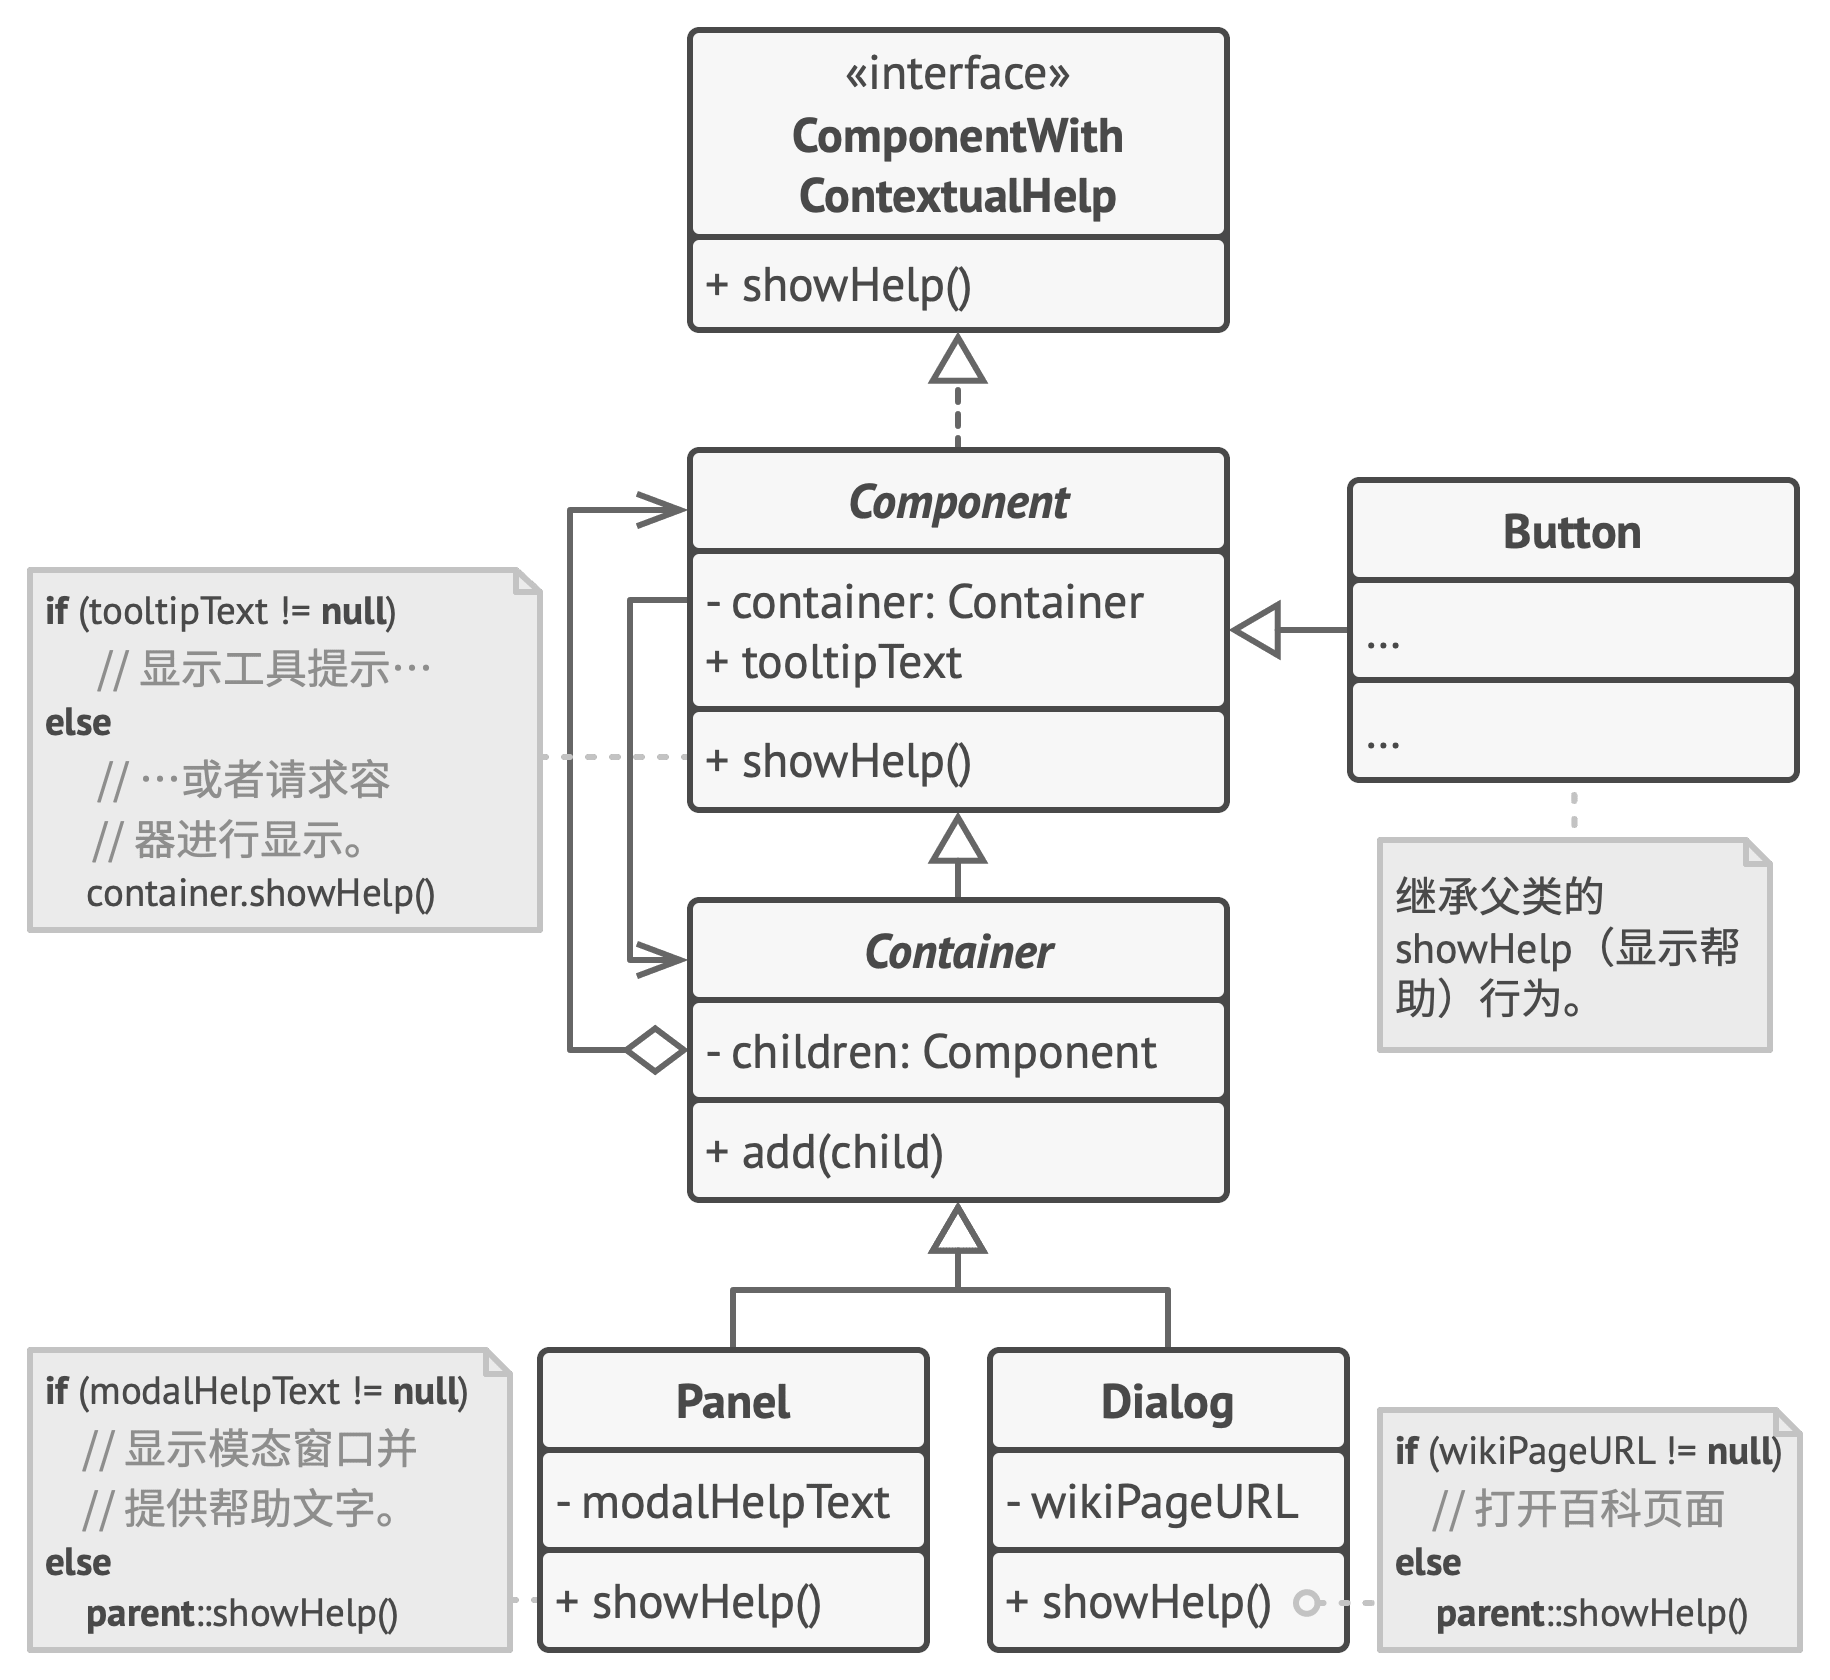 «interface»
ComponentWith
ContextualHelp
+ showHelp()
Component
- container: Container
+ tooltipText
+ showHelp()
Button
...
...
if (tooltipText != null)
// 显示工具提示…
else
// …或者请求容
// 器进行显示。
container.showHelp()
继承父类的
showHelp（显示帮
助）行为。
Container
- children: Component
+ add(child)
if (modalHelpText != null)
// 显示模态窗口并
// 提供帮助文字。
else
parent::showHelp()
Panel
- modalHelpText
+ showHelp()
Dialog
- wikiPageURL
+ showHelp()
if (wikiPageURL != null)
// 打开百科页面
else
parent::showHelp()